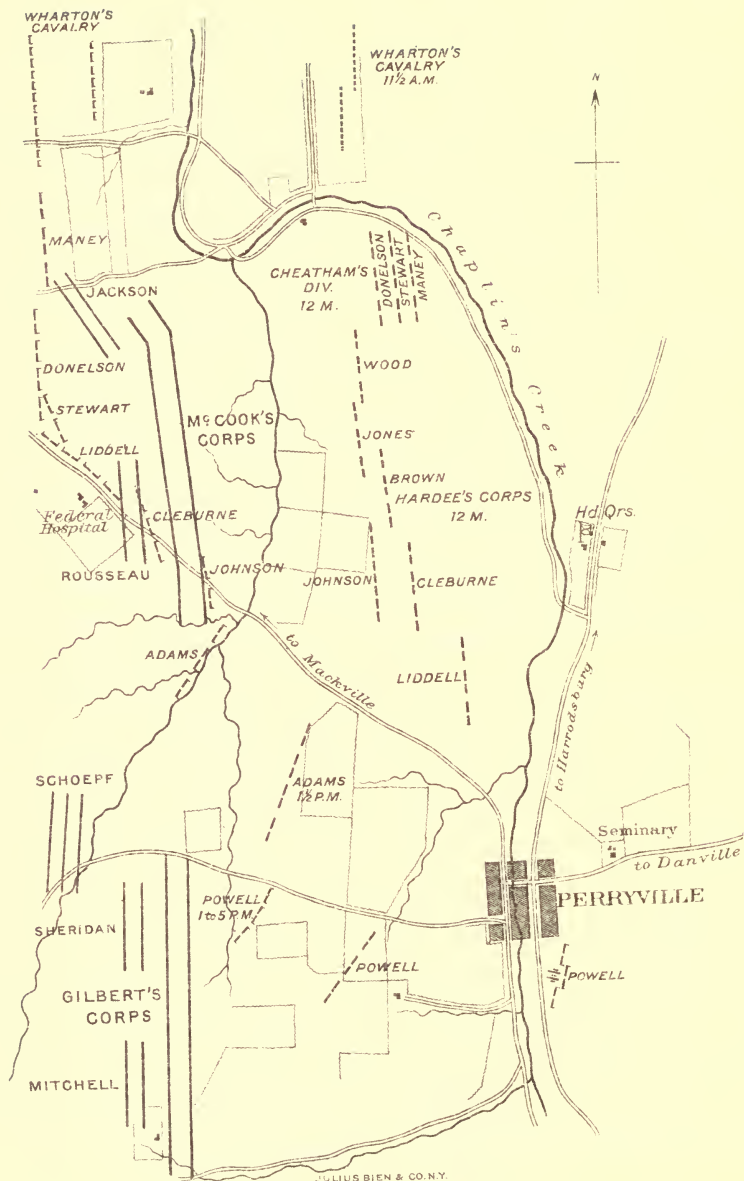 WHARTON'S
CAVALRY
WHARTON'S
CAVALRY
11½ A.M.
N
MANEY
JACKSON
CHEATHAM'S
DIV.
12 M.
DONELSON
STEWART
MANEY
Chaplin's Creek
DONELSON
STEWART
LIDDELL
McCOOK'S
CORPS
WOOD
JONES
BROWN
HARDEE'S CORPS
12 M.
Hd.Qrs.
Federal
Hospital
CLEBURNE
ROUSSEAU
JOHNSON
JOHNSON
CLEBURNE
ADAMS
to Mackville
LIDDELL
to Harrodsburg
SCHOEPF
ADAMS
1½ P.M.
Seminary
to Danville
POWELL
1 to 5 P.M.
PERRYVILLE
SHERIDAN
POWELL
POWELL
GILBERT'S
CORPS
MITCHELL
JULIUS BIEN & CO. N.Y.